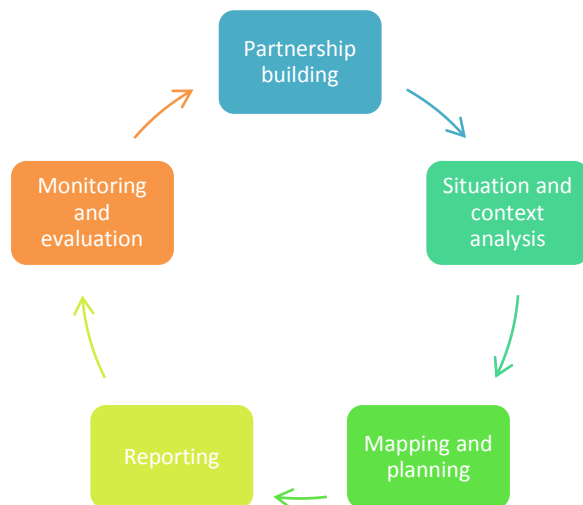 Partnership
building
Situation and
context
analysis
Mapping and
planning
Reporting
Monitoring
and
evaluation